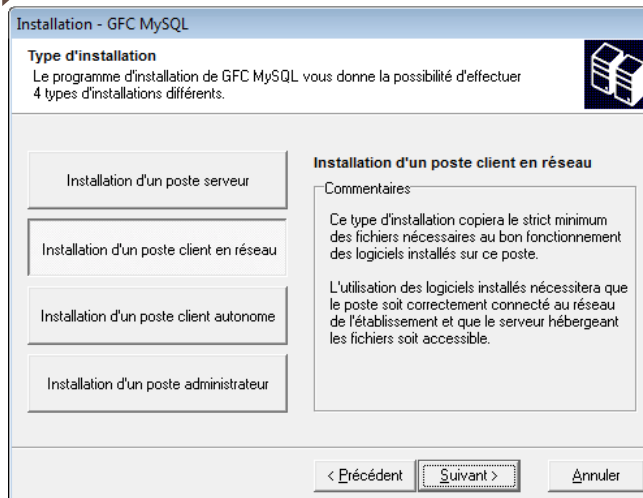 Installation - GFC MySQL
Type d'installation
Le programme d'installation de GFC MySQL vous donne la possibilité d'effectuer
4 types d'installations différents.
Installation d'un poste serveur
Installation d'un poste client en réseau
Installation d'un poste client autonome
Installation d'un poste administrateur
Installation d'un poste client en réseau
Commentaires
Ce type d'installation copiera le strict minimum
des fichiers nécessaires au bon fonctionnement
des logiciels installés sur ce poste.
L'utilisation des logiciels installés nécessitera que
le poste soit correctement connecté au réseau
de l'établissement et que le serveur hébergeant
les fichiers soit accessible.
< Précédent
Suivant >
Annuler